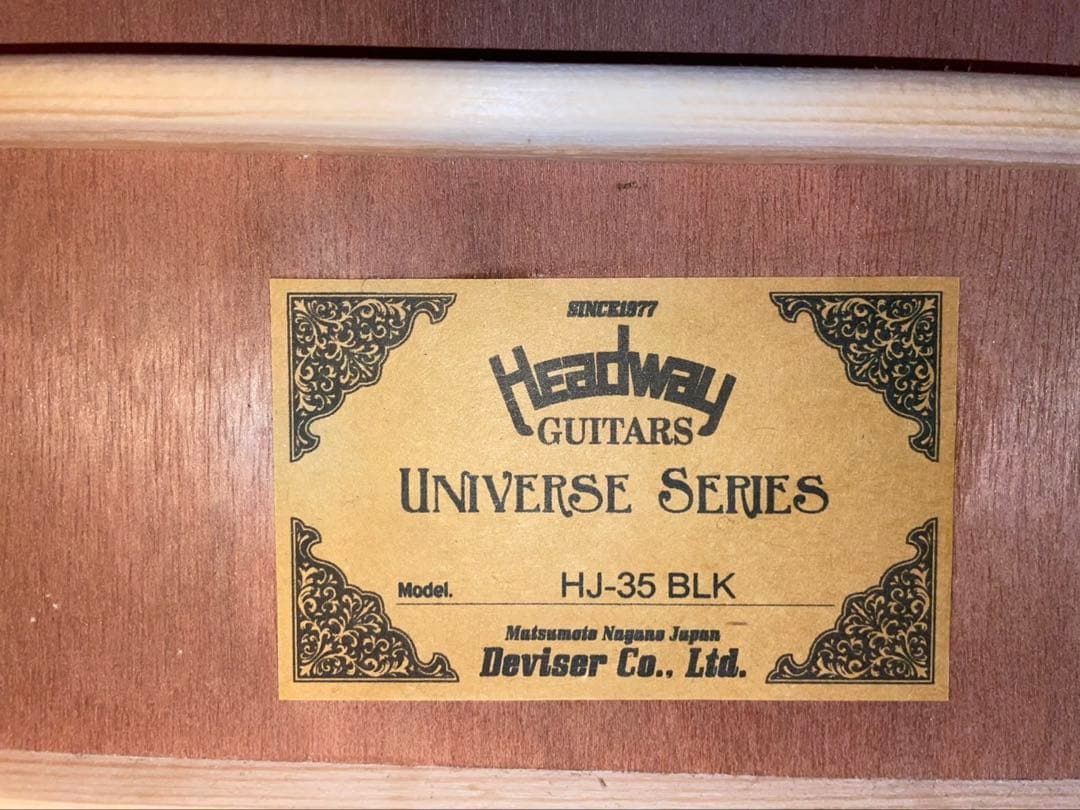 SINCE1977
Headway
GUITARS
UNIVERSE SERIES
Model. HJ-35 BLK
Matsumoto Nagano Japan
Deviser Co., Ltd.